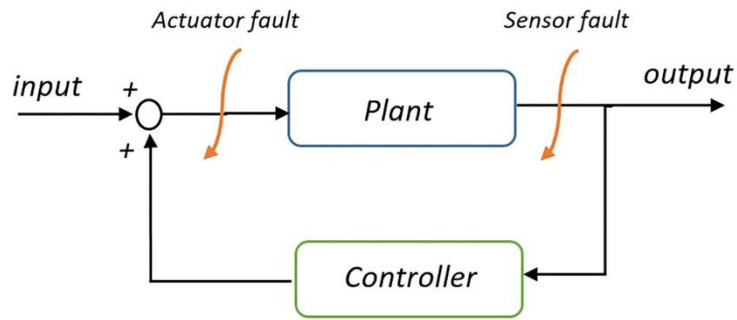 Actuator fault
Sensor fault
input
+
Plant
output
+
Controller